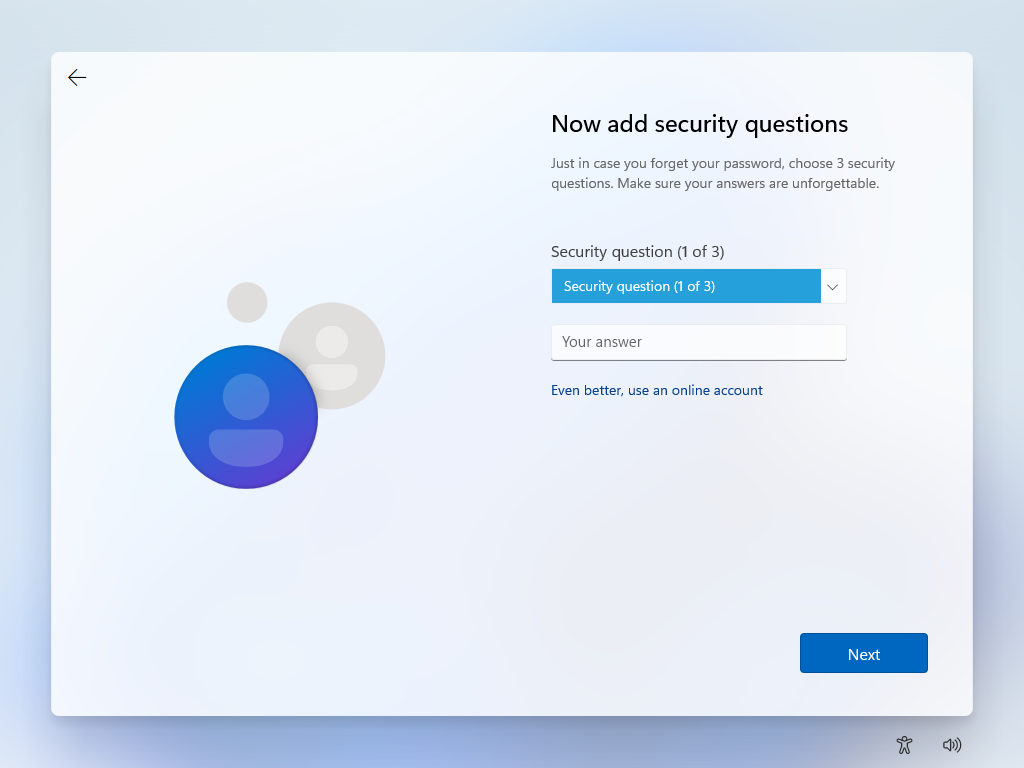 Now add security questions
Just in case you forget your password, choose 3 security
questions. Make sure your answers are unforgettable.
Security question (1 of 3)
Security question (1 of 3)
Your answer
Even better, use an online account
Next